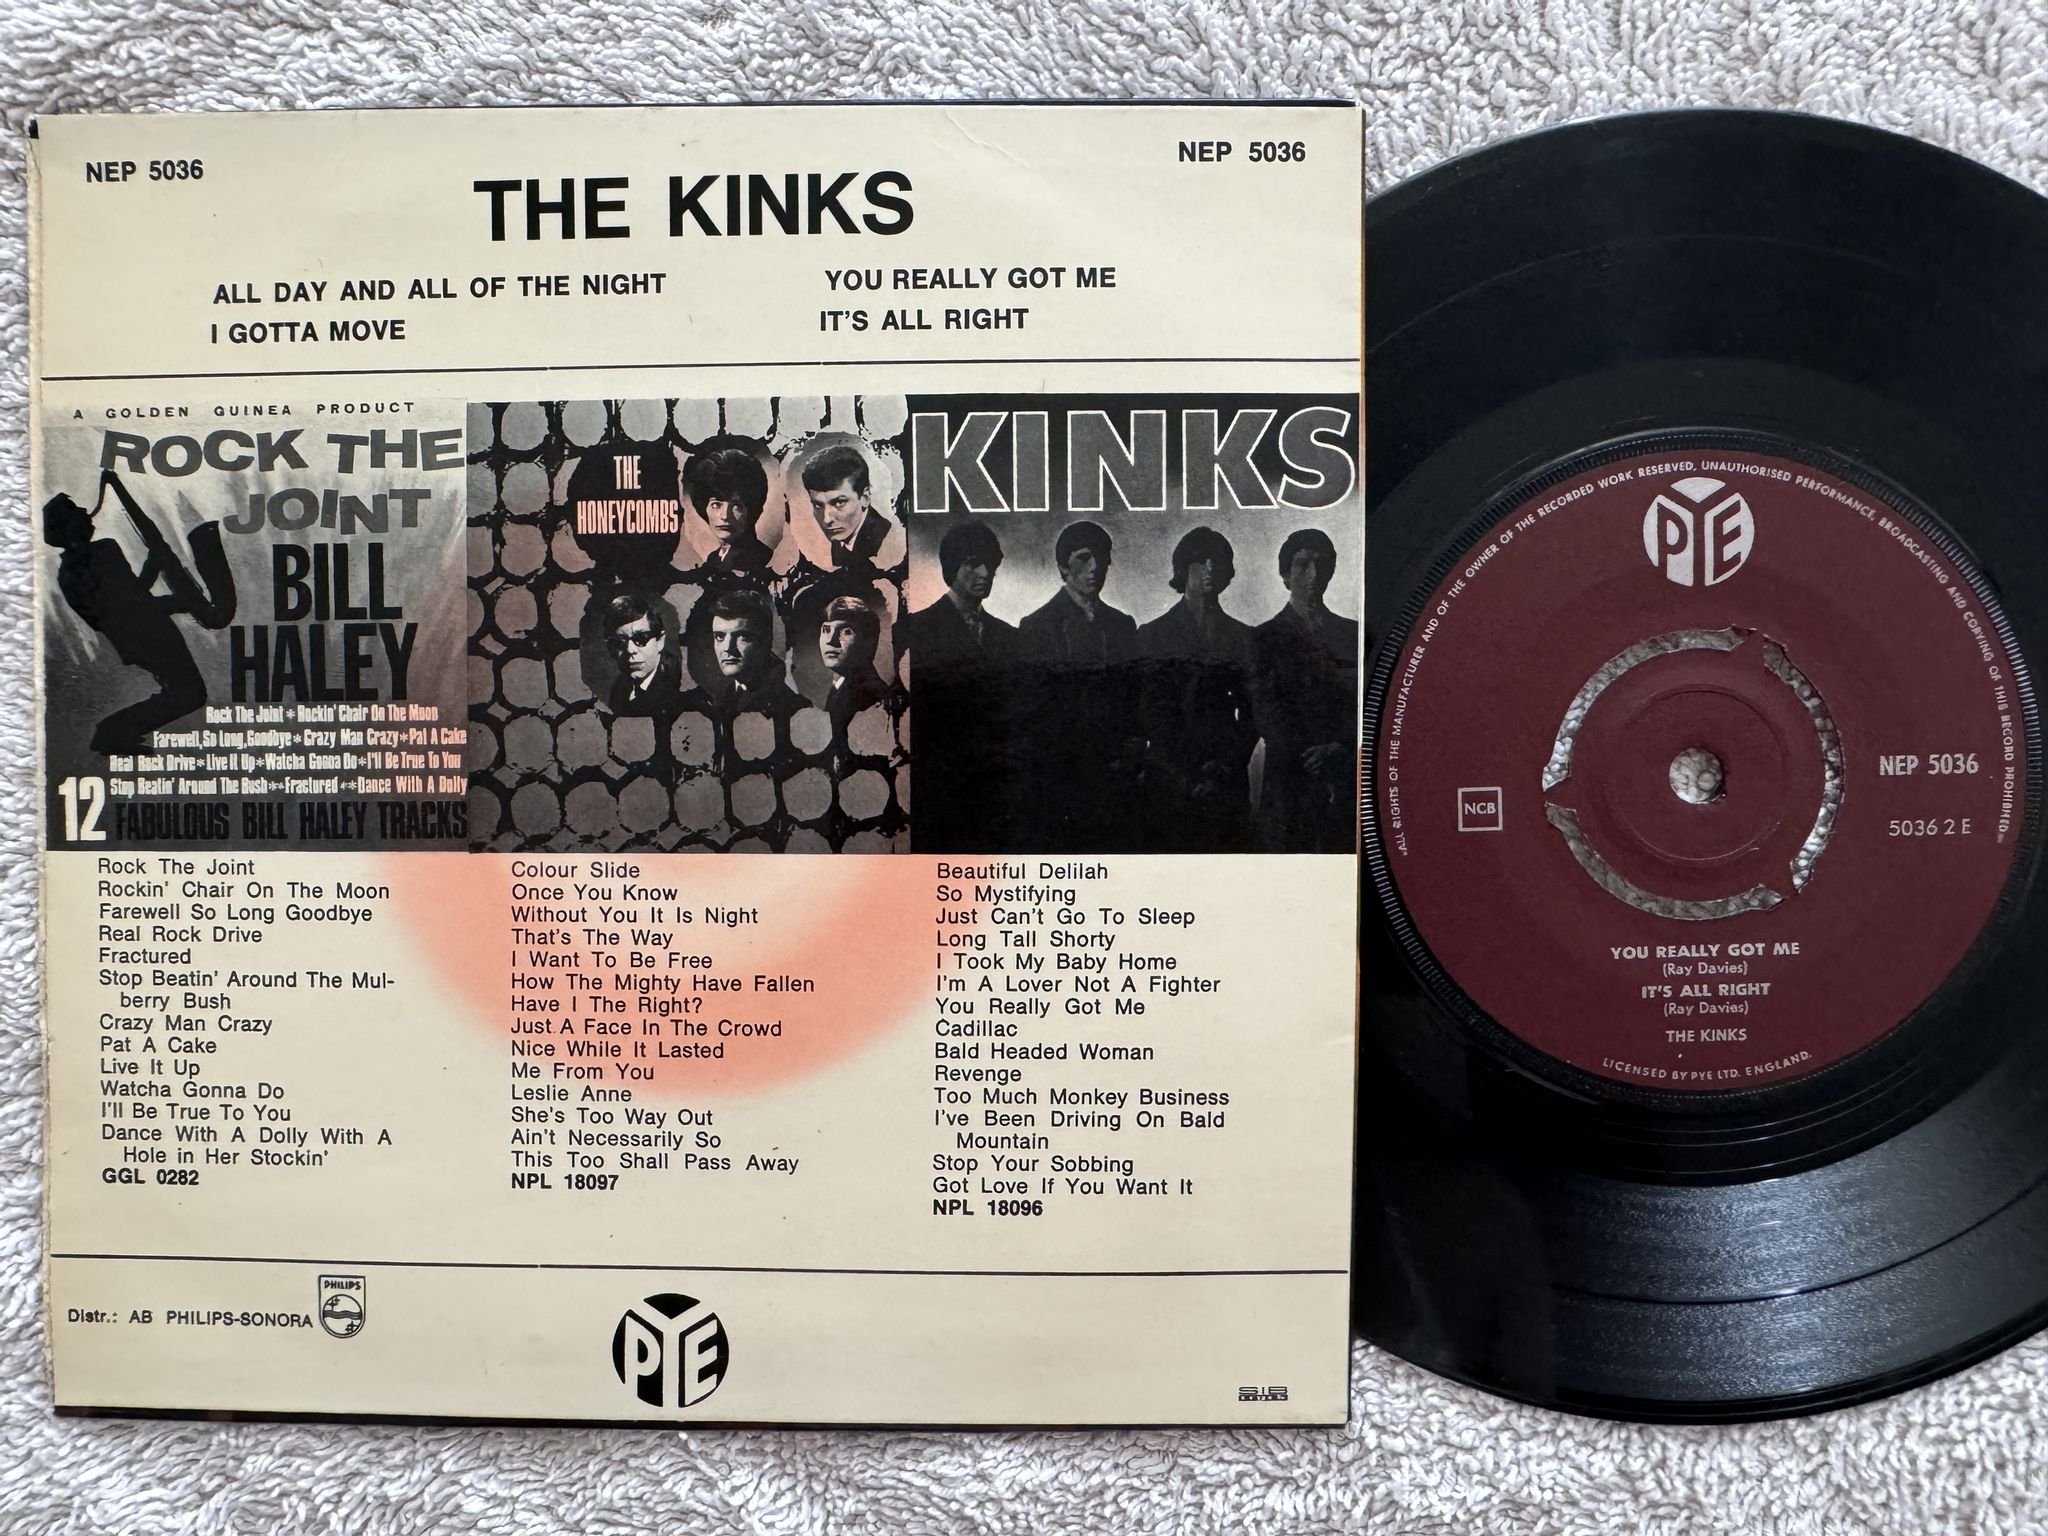 NEP 5036
NEP 5036
THE KINKS
ALL DAY AND ALL OF THE NIGHT
I GOTTA MOVE
YOU REALLY GOT ME
IT'S ALL RIGHT
A GOLDEN GUINEA PRODUCT
ROCK THE
JOINT
BILL
HALEY
Rock The Joint * Rockin' Chair On The Moon
Farewell, So Long, Goodbye * Crazy Man Crazy * Pat A Cake
Real Rock Drive * Live It Up * Watcha Gonna Do * I'll Be True To You
Stop Beatin' Around The Bush ** Fractured ** Dance With A Dolly
12 FABULOUS BILL HALEY TRACKS
THE
HONEYCOMBS
KINKS
Rock The Joint
Rockin' Chair On The Moon
Farewell So Long Goodbye
Real Rock Drive
Fractured
Stop Beatin' Around The Mul-
berry Bush
Crazy Man Crazy
Pat A Cake
Live It Up
Watcha Gonna Do
I'll Be True To You
Dance With A Dolly With A
Hole in Her Stockin'
GGL 0282
Colour Slide
Once You Know
Without You It Is Night
That's The Way
I Want To Be Free
How The Mighty Have Fallen
Have I The Right?
Just A Face In The Crowd
Nice While It Lasted
Me From You
Leslie Anne
She's Too Way Out
Ain't Necessarily So
This Too Shall Pass Away
NPL 18097
Beautiful Delilah
So Mystifying
Just Can't Go To Sleep
Long Tall Shorty
I Took My Baby Home
I'm A Lover Not A Fighter
You Really Got Me
Cadillac
Bald Headed Woman
Revenge
Too Much Monkey Business
I've Been Driving On Bald
Mountain
Stop Your Sobbing
Got Love If You Want It
NPL 18096
Distr.: AB PHILIPS-SONORA
PHILIPS
PYE
SIB
ALL RIGHTS OF THE MANUFACTURER AND OF THE OWNER OF THE RECORDED WORK RESERVED, UNAUTHORISED PERFORMANCE, BROADCASTING AND COPYING OF THIS RECORD PROHIBITED.
PYE
NCB
NEP 5036
5036 2 E
YOU REALLY GOT ME
(Ray Davies)
IT'S ALL RIGHT
(Ray Davies)
THE KINKS
LICENSED BY PYE LTD. ENGLAND.